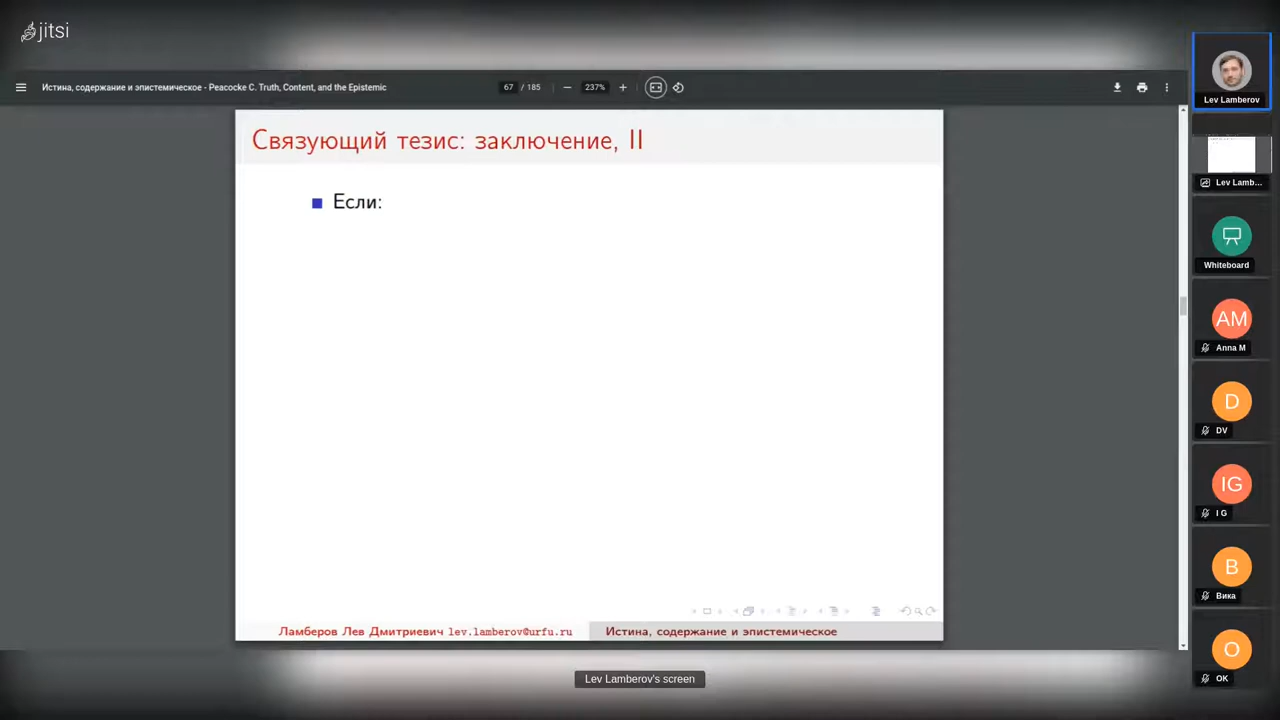 jitsi
Истина, содержание и эпистемическое - Peacocke C. Truth, Content, and the Epistemic
67 / 185
237%
Lev Lamberov
Связующий тезис: заключение, II
Если:
Lev Lamb...
Whiteboard
AM
Anna M
D
DV
IG
I G
B
Вика
O
OK
Ламберов Лев Дмитриевич lev.lamberov@urfu.ru
Истина, содержание и эпистемическое
Lev Lamberov's screen